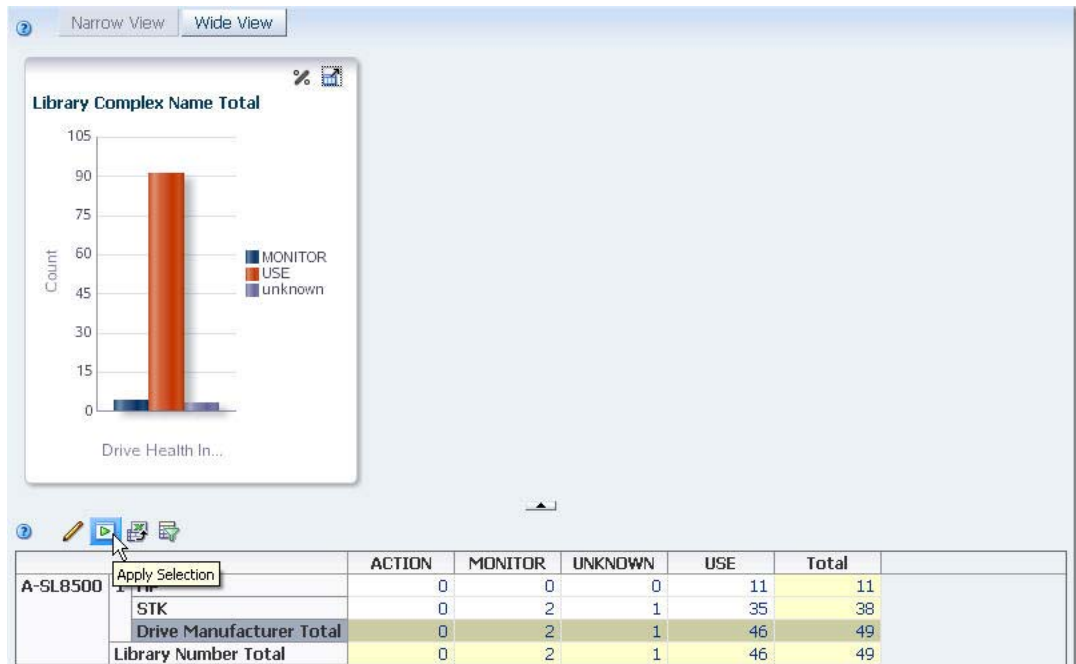 Narrow View Wide View
Library Complex Name Total
105
90
75
60
45
30
15
0
Count
MONITOR
USE
unknown
Drive Health In...
Apply Selection
ACTION MONITOR UNKNOWN USE Total
A-SL8500 1 0 0 0 11 11
STK 0 2 1 35 38
Drive Manufacturer Total 0 2 1 46 49
Library Number Total 0 2 1 46 49